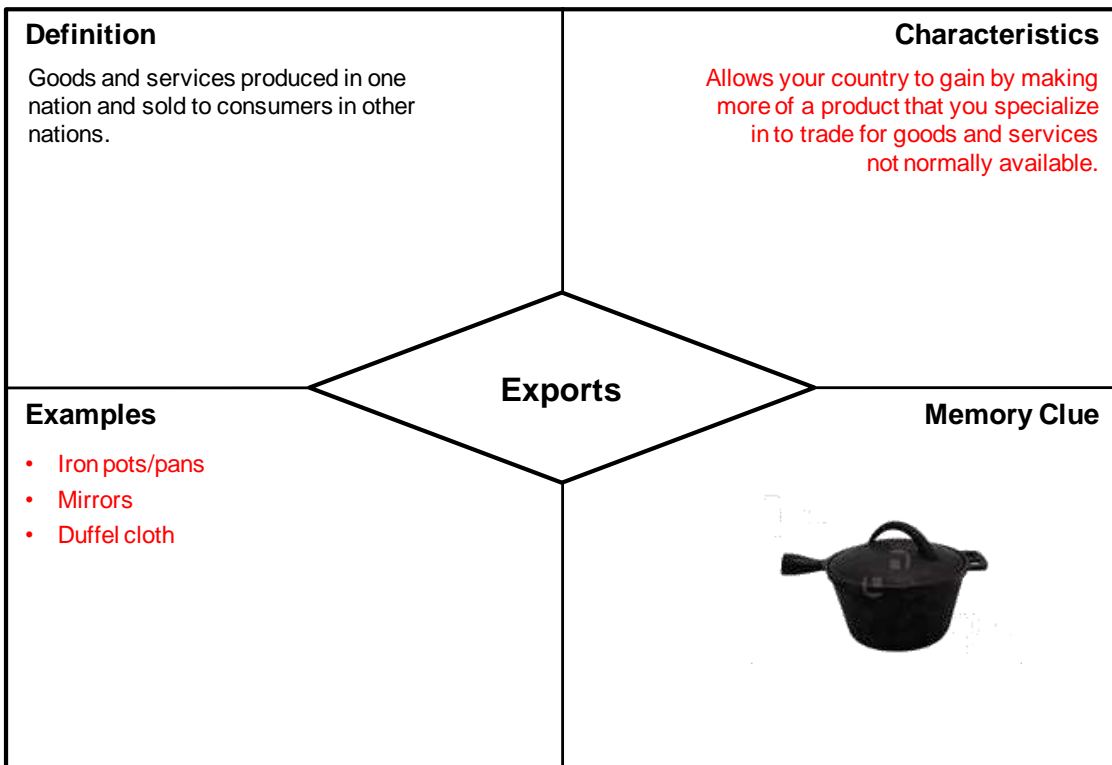 Definition
Goods and services produced in one
nation and sold to consumers in other
nations.
Characteristics
Allows your country to gain by making
more of a product that you specialize
in to trade for goods and services
not normally available.
Exports
Examples
• Iron pots/pans
• Mirrors
• Duffel cloth
Memory Clue